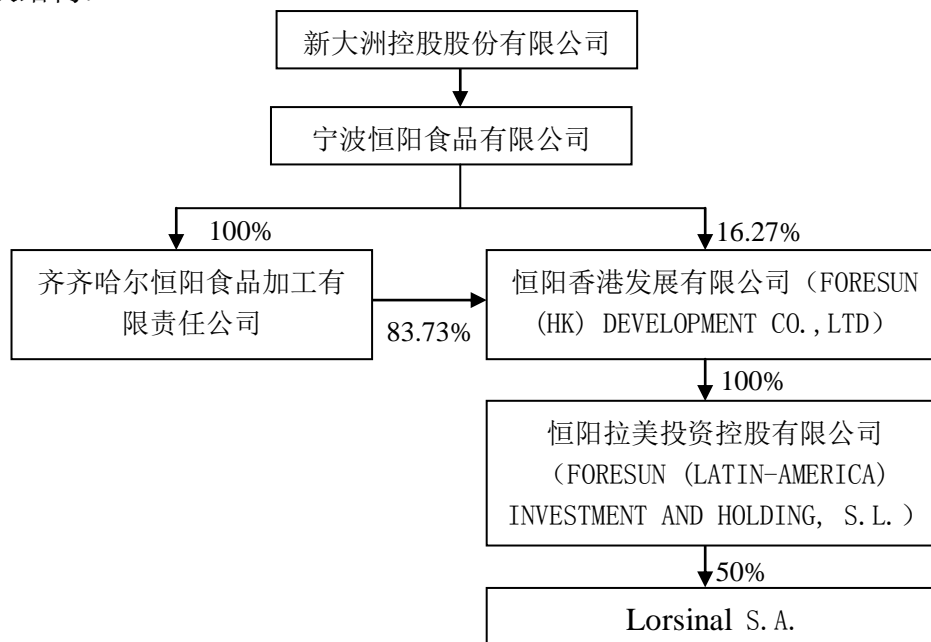 新大洲控股股份有限公司
宁波恒阳食品有限公司
100%
16.27%
齐齐哈尔恒阳食品加工有
限责任公司
83.73%
恒阳香港发展有限公司（FORESUN
(HK) DEVELOPMENT CO.,LTD）
100%
恒阳拉美投资控股有限公司
（FORESUN (LATIN-AMERICA)
INVESTMENT AND HOLDING, S.L.）
50%
Lorsinal S.A.